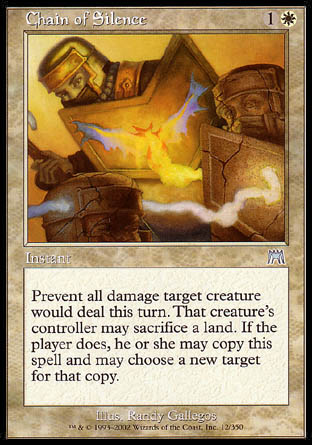 Chain of Silence 1
Instant
Prevent all damage target creature
would deal this turn. That creature's
controller may sacrifice a land. If the
player does, he or she may copy this
spell and may choose a new target
for that copy.
Illus. Randy Gallegos
™ & © 1993-2002 Wizards of the Coast, Inc. 12/350